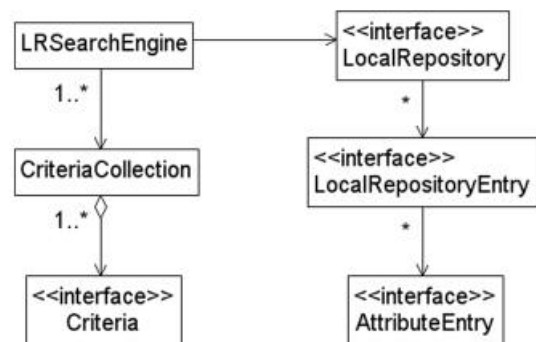 LRSearchEngine
<<interface>>
LocalRepository
1..*
*
CriteriaCollection
<<interface>>
LocalRepositoryEntry
1..*
*
<<interface>>
Criteria
<<interface>>
AttributeEntry